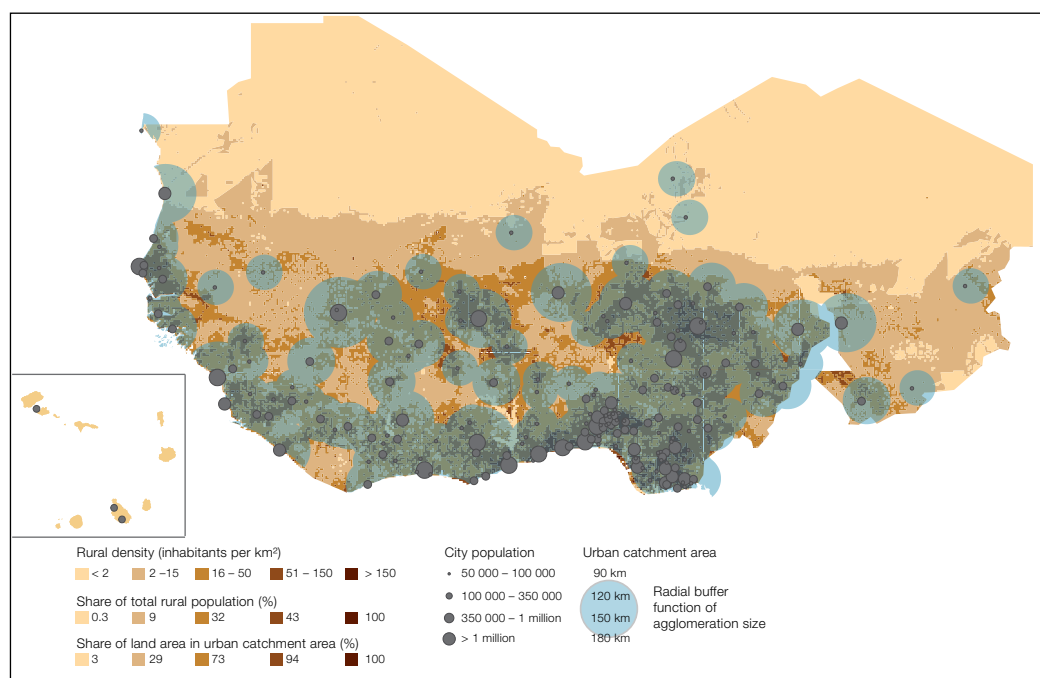 Rural density (inhabitants per km²)
< 2 2 –15 16 – 50 51 – 150 > 150
Share of total rural population (%)
0.3 9 32 43 100
Share of land area in urban catchment area (%)
3 29 73 94 100
City population
50 000 – 100 000
100 000 – 350 000
350 000 – 1 million
> 1 million
Urban catchment area
90 km
120 km
150 km
180 km
Radial buffer
function of
agglomeration size